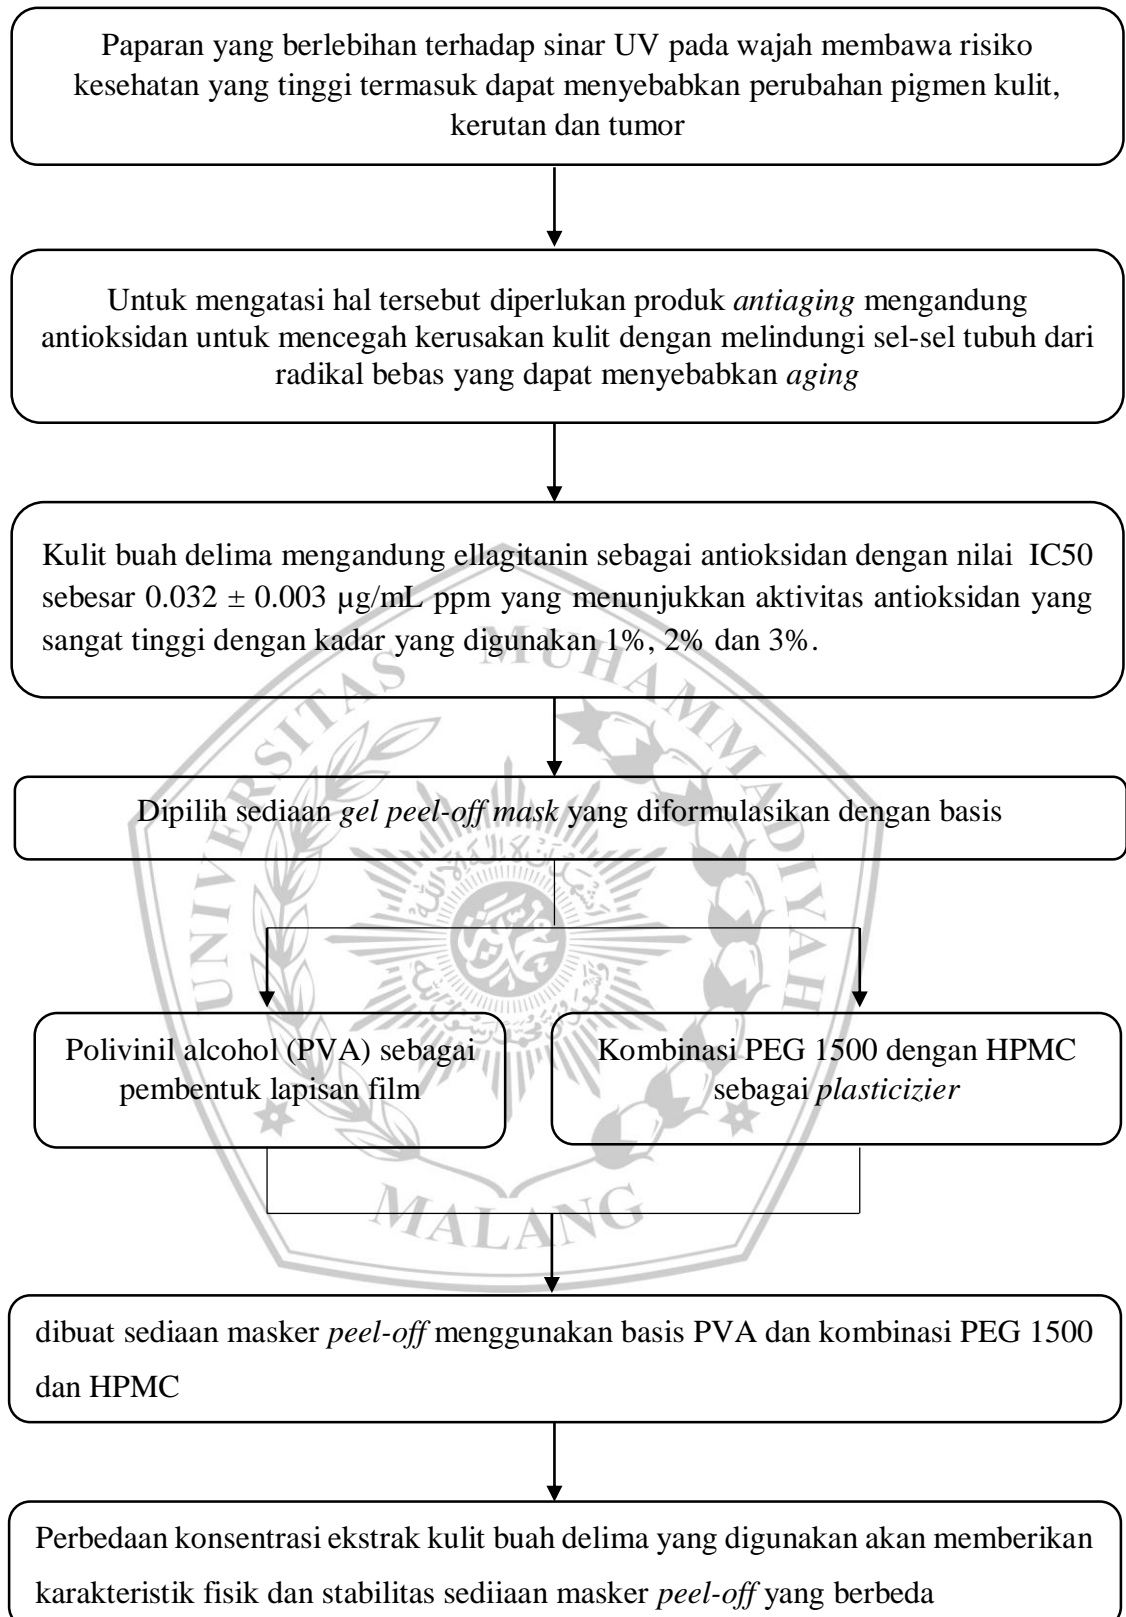 Paparan yang berlebihan terhadap sinar UV pada wajah membawa risiko
kesehatan yang tinggi termasuk dapat menyebabkan perubahan pigmen kulit,
kerutan dan tumor
Untuk mengatasi hal tersebut diperlukan produk antiaging mengandung
antioksidan untuk mencegah kerusakan kulit dengan melindungi sel-sel tubuh dari
radikal bebas yang dapat menyebabkan aging
Kulit buah delima mengandung ellagitanin sebagai antioksidan dengan nilai IC50
sebesar 0.032 ± 0.003 µg/mL ppm yang menunjukkan aktivitas antioksidan yang
sangat tinggi dengan kadar yang digunakan 1%, 2% dan 3%.
UNIVERSITAS MUHAMMADIYAH
Dipilih sediaan gel peel-off mask yang diformulasikan dengan basis
Polivinil alcohol (PVA) sebagai
pembentuk lapisan film
Kombinasi PEG 1500 dengan HPMC
sebagai plasticizier
MALANG
dibuat sediaan masker peel-off menggunakan basis PVA dan kombinasi PEG 1500
dan HPMC
Perbedaan konsentrasi ekstrak kulit buah delima yang digunakan akan memberikan
karakteristik fisik dan stabilitas sediiaan masker peel-off yang berbeda